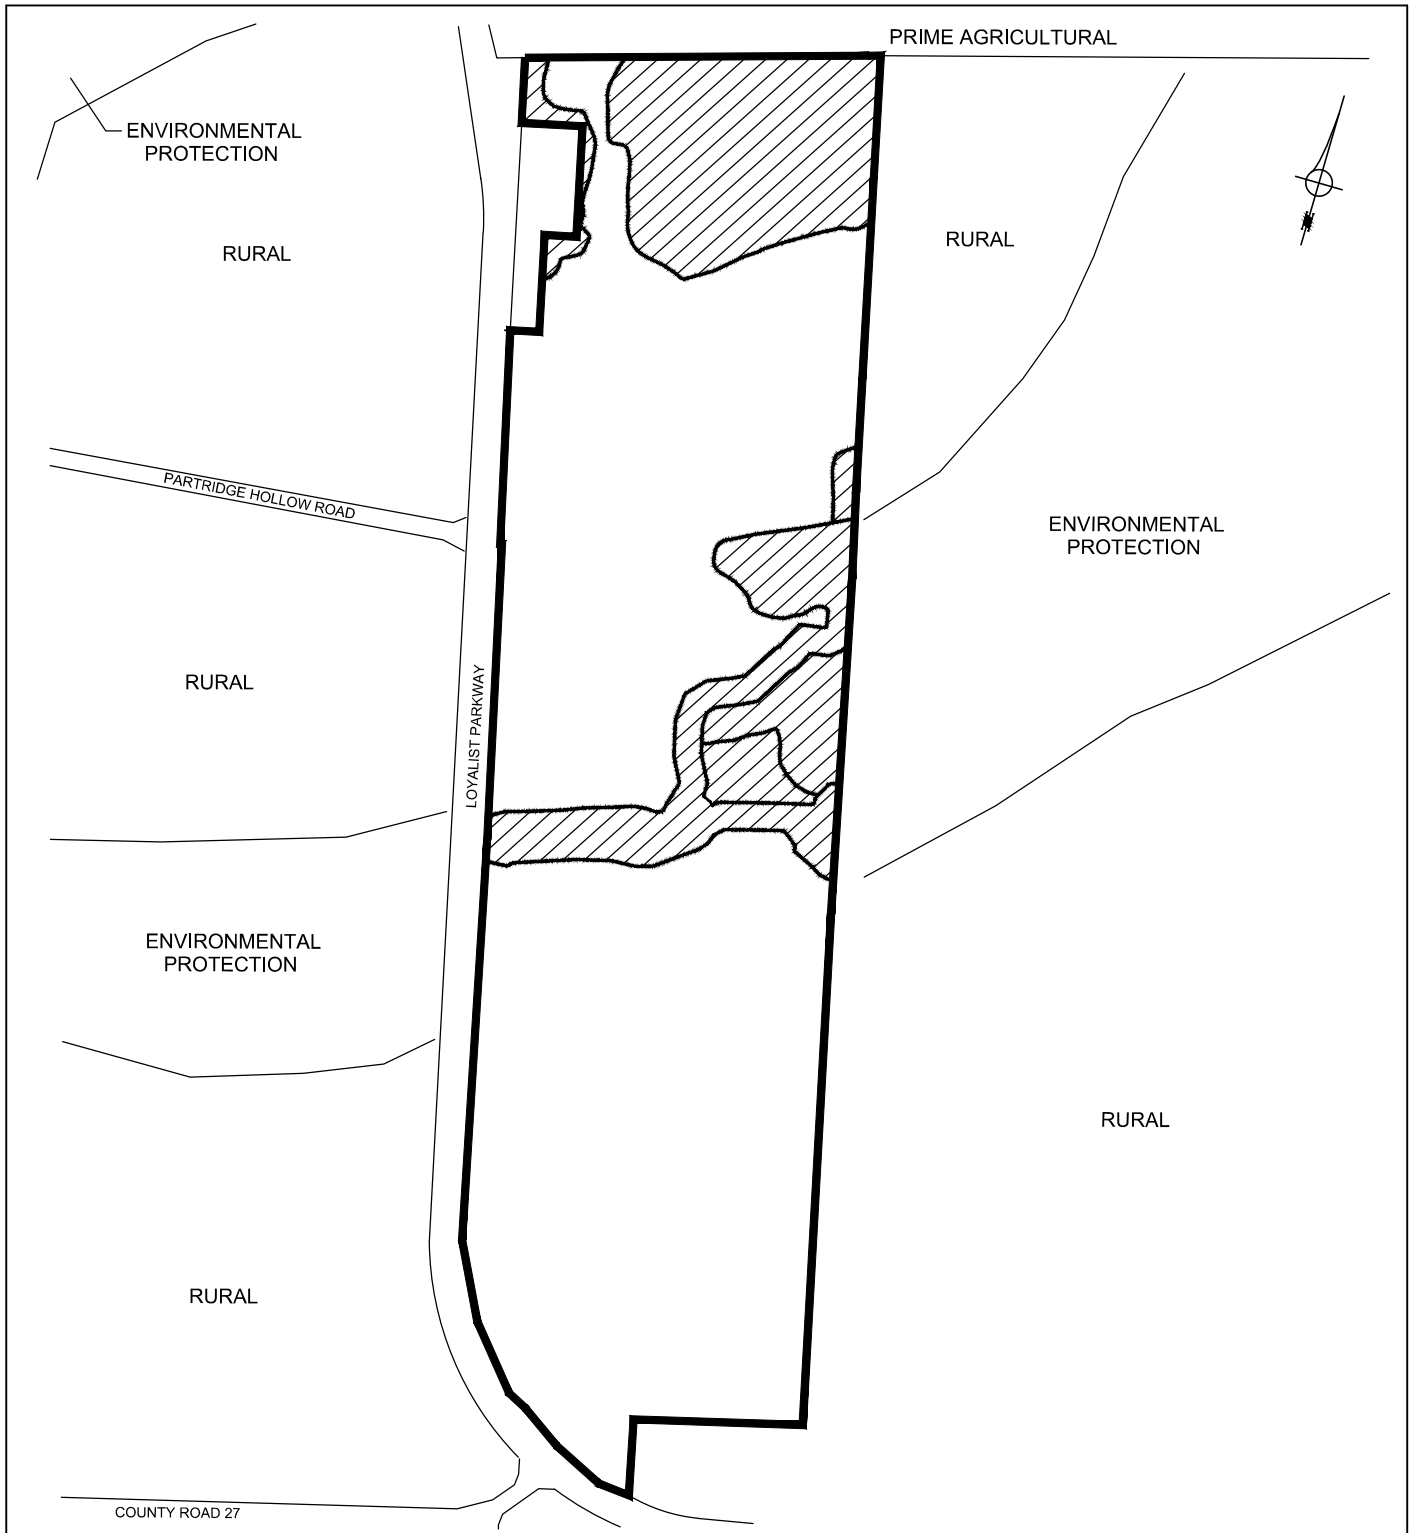 PRIME AGRICULTURAL
ENVIRONMENTAL
PROTECTION
RURAL
RURAL
PARTRIDGE HOLLOW ROAD
ENVIRONMENTAL
PROTECTION
RURAL
LOYALIST PARKWAY
ENVIRONMENTAL
PROTECTION
RURAL
RURAL
COUNTY ROAD 27